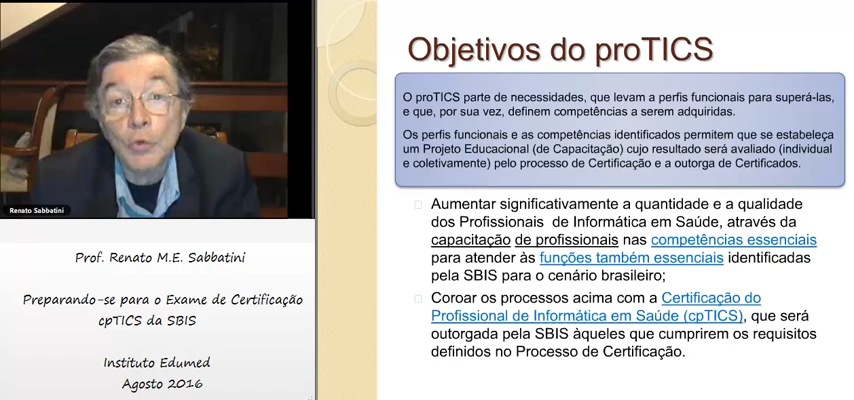 Renato Sabbatini
Prof. Renato M.E. Sabbatini
Preparando-se para o Exame de Certificação
cpTICS da SBIS
Instituto Edumed
Agosto 2016
Objetivos do proTICS
O proTICS parte de necessidades, que levam a perfis funcionais para superá-las,
e que, por sua vez, definem competências a serem adquiridas.
Os perfis funcionais e as competências identificados permitem que se estabeleça
um Projeto Educacional (de Capacitação) cujo resultado será avaliado (individual
e coletivamente) pelo processo de Certificação e a outorga de Certificados.
Aumentar significativamente a quantidade e a qualidade
dos Profissionais de Informática em Saúde, através da
capacitação de profissionais nas competências essenciais
para atender às funções também essenciais identificadas
pela SBIS para o cenário brasileiro;
Coroar os processos acima com a Certificação do
Profissional de Informática em Saúde (cpTICS), que será
outorgada pela SBIS àqueles que cumprirem os requisitos
definidos no Processo de Certificação.